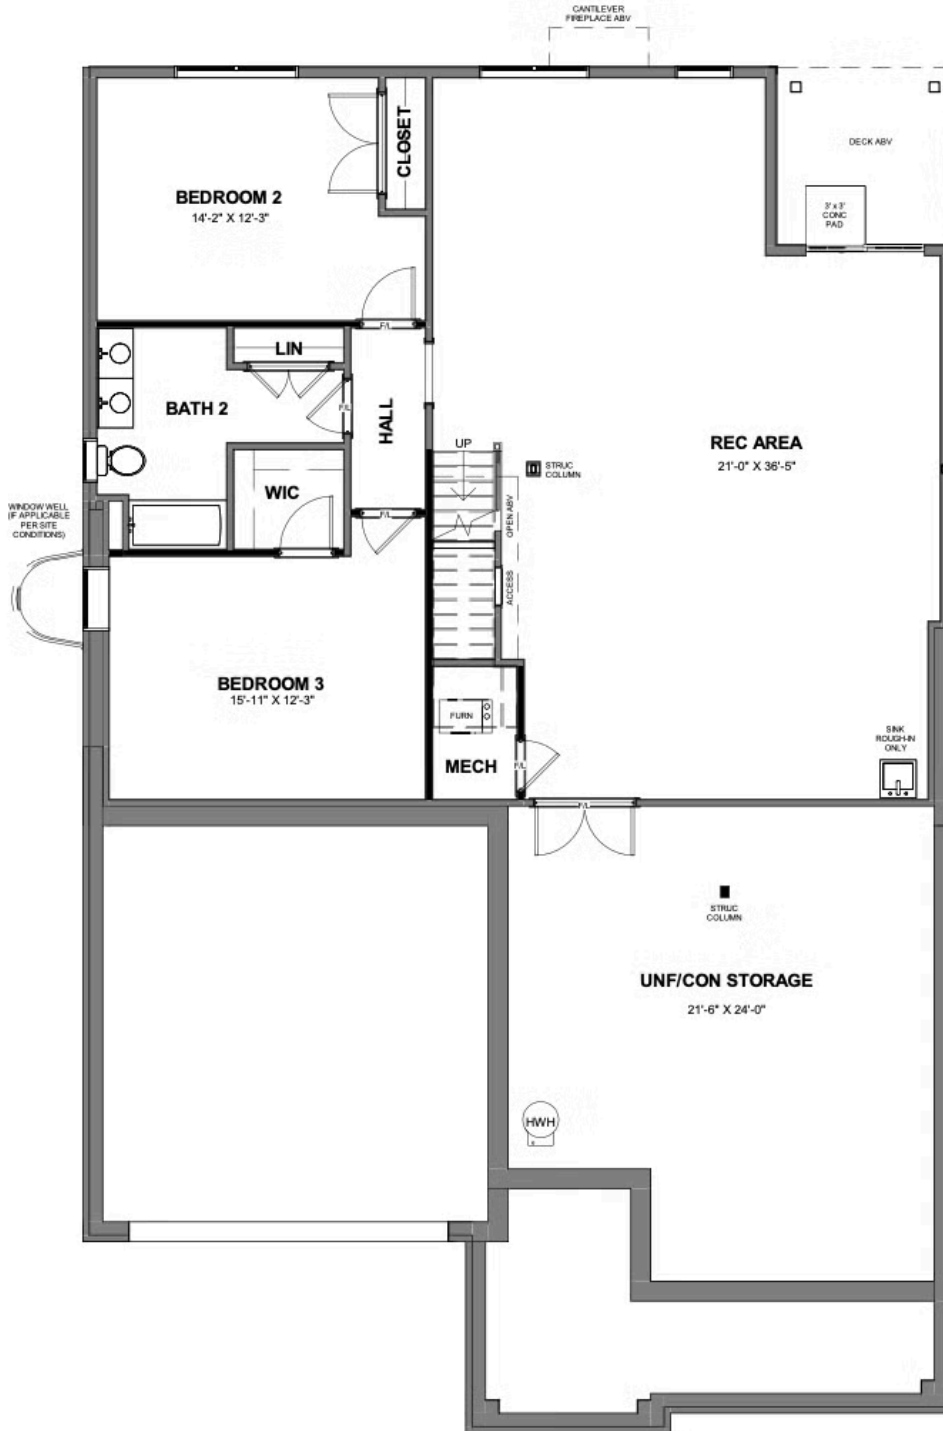 CANTILEVER
FIREPLACE ABV
DECK ABV
3' x 3'
CONC
PAD
CLOSET
BEDROOM 2
14'-2" X 12'-3"
F/L
LIN
BATH 2
F/L
HALL
UP
STRUC
COLUMN
REC AREA
21'-0" X 36'-5"
WIC
OPEN ABV
WINDOW WELL
(IF APPLICABLE
PER SITE
CONDITIONS)
F/L
ACCESS
BEDROOM 3
15'-11" X 12'-3"
FURN
MECH
F/L
SINK
ROUGH-IN
ONLY
F/L
STRUC
COLUMN
UNF/CON STORAGE
21'-6" X 24'-0"
HWH